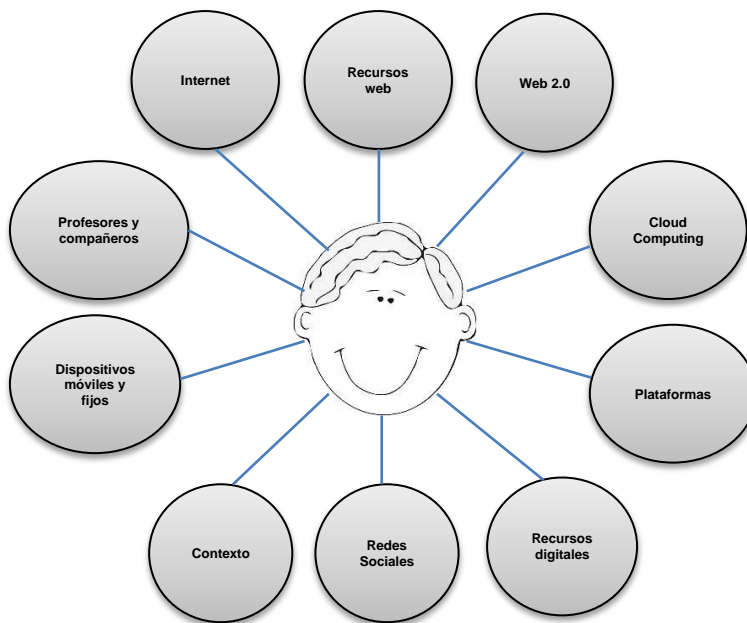 Internet
Recursos
web
Web 2.0
Profesores y
compañeros
Cloud
Computing
Dispositivos
móviles y
fijos
Plataformas
Contexto
Redes
Sociales
Recursos
digitales